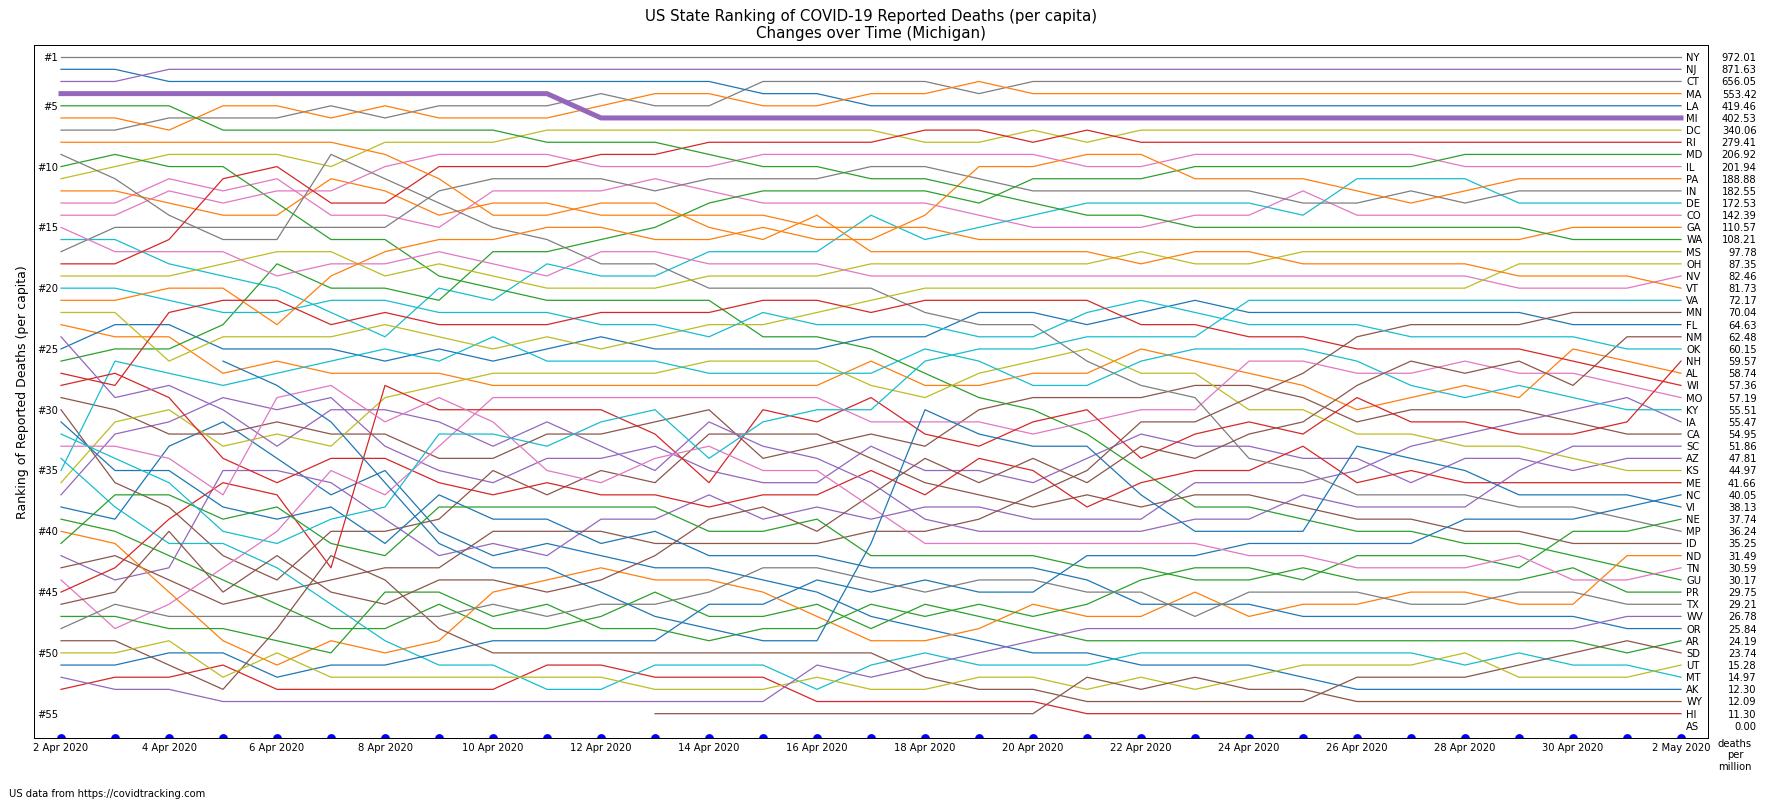 US State Ranking of COVID-19 Reported Deaths (per capita)
Changes over Time (Michigan)
Ranking of Reported Deaths (per capita)
#1
#5
#10
#15
#20
#25
#30
#35
#40
#45
#50
#55
NY 972.01
NJ 871.63
CT 656.05
MA 553.42
LA 419.46
MI 402.53
DC 340.06
RI 279.41
MD 206.92
IL 201.94
PA 188.88
IN 182.55
DE 172.53
CO 142.39
GA 110.57
WA 108.21
MS 97.78
OH 87.35
NV 82.46
VT 81.73
VA 72.17
MN 70.04
FL 64.63
NM 62.48
OK 60.15
NH 59.57
AL 58.74
WI 57.36
MO 57.19
KY 55.51
IA 55.47
CA 54.95
SC 51.86
AZ 47.81
KS 44.97
ME 41.66
NC 40.05
VI 38.13
NE 37.74
MP 36.24
ID 35.25
ND 31.49
TN 30.59
GU 30.17
PR 29.75
TX 29.21
WV 26.78
OR 25.84
AR 24.19
SD 23.74
UT 15.28
MT 14.97
AK 12.30
WY 12.09
HI 11.30
AS 0.00
2 Apr 2020 4 Apr 2020 6 Apr 2020 8 Apr 2020 10 Apr 2020 12 Apr 2020 14 Apr 2020 16 Apr 2020 18 Apr 2020 20 Apr 2020 22 Apr 2020 24 Apr 2020 26 Apr 2020 28 Apr 2020 30 Apr 2020 2 May 2020
deaths
per
million
US data from https://covidtracking.com